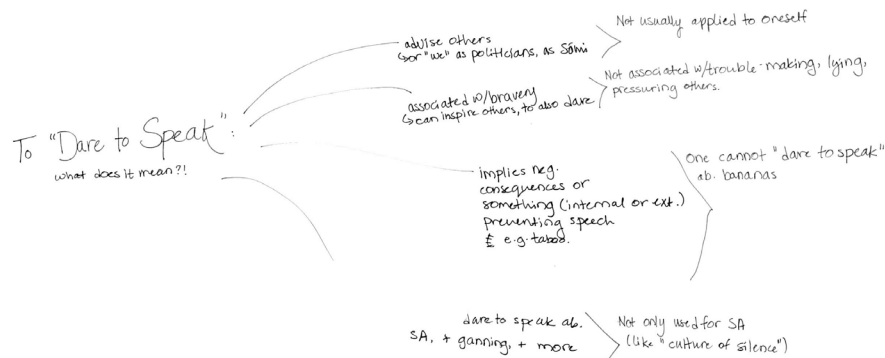 To "Dare to Speak":
what does it mean?!
advise others
↳or "we" as politicians, as Sámi
Not usually applied to oneself
associated w/bravery
↳can inspire others, to also dare
Not associated w/trouble-making, lying,
pressuring others.
implies neg.
consequences or
something (internal or ext.)
preventing speech
e.g. taboo.
One cannot "dare to speak"
ab. bananas
dare to speak ab.
SA, + ganning, + more
Not only used for SA
(like "culture of silence")